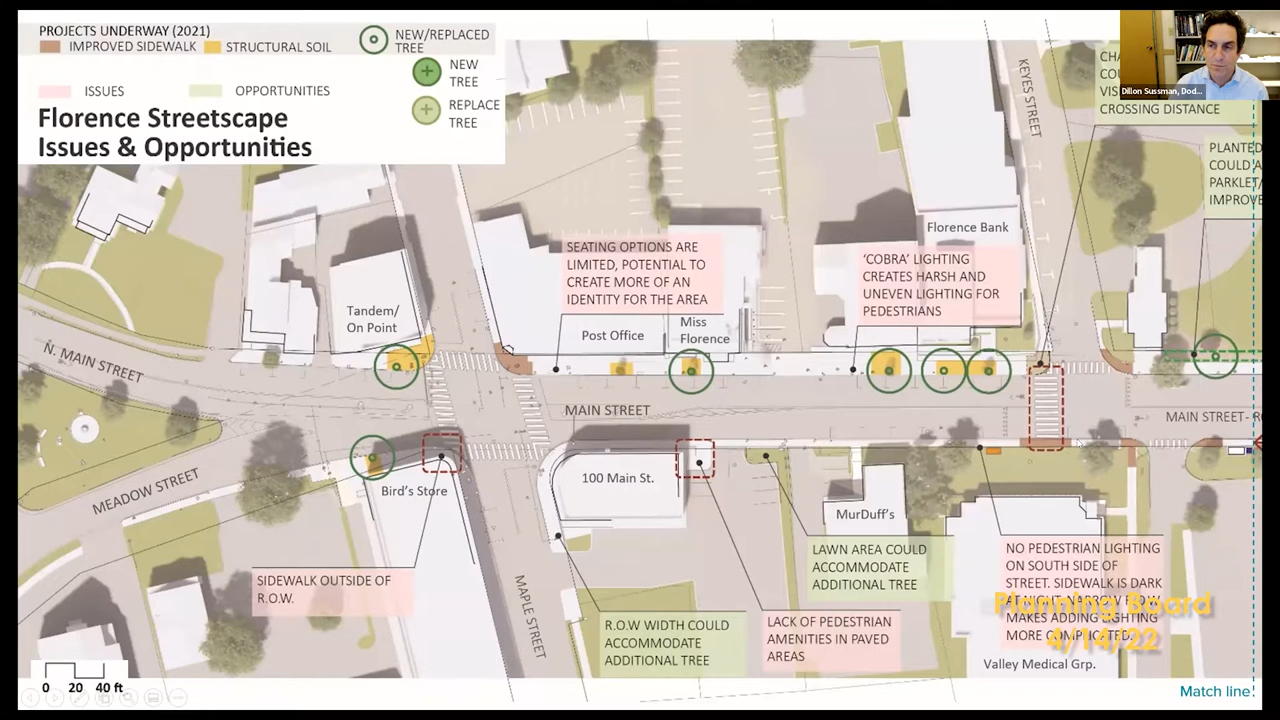 PROJECTS UNDERWAY (2021)
IMPROVED SIDEWALK
STRUCTURAL SOIL
NEW/REPLACED
TREE
NEW
TREE
ISSUES
OPPORTUNITIES
REPLACE
TREE
Florence Streetscape
Issues & Opportunities
Dillon Sussman, Dod...
CROSSING DISTANCE
KEYES STREET
PLANTED
COULD A
PARKLET/
IMPROVE
Florence Bank
SEATING OPTIONS ARE
LIMITED, POTENTIAL TO
CREATE MORE OF AN
IDENTITY FOR THE AREA
‘COBRA’ LIGHTING
CREATES HARSH AND
UNEVEN LIGHTING FOR
PEDESTRIANS
Tandem/
On Point
Post Office
Miss
Florence
N. MAIN STREET
MAIN STREET
MAIN STREET- R
MEADOW STREET
Bird's Store
100 Main St.
MurDuff's
MAPLE STREET
SIDEWALK OUTSIDE OF
R.O.W.
R.O.W WIDTH COULD
ACCOMMODATE
ADDITIONAL TREE
LACK OF PEDESTRIAN
AMENITIES IN PAVED
AREAS
LAWN AREA COULD
ACCOMMODATE
ADDITIONAL TREE
NO PEDESTRIAN LIGHTING
ON SOUTH SIDE OF
STREET. SIDEWALK IS DARK
AT NIGHT. NARROW R.O.W.
MAKES ADDING LIGHTING
MORE COMPLICATED.
Planning Board
4/14/22
Valley Medical Grp.
0 20 40 ft
Match line